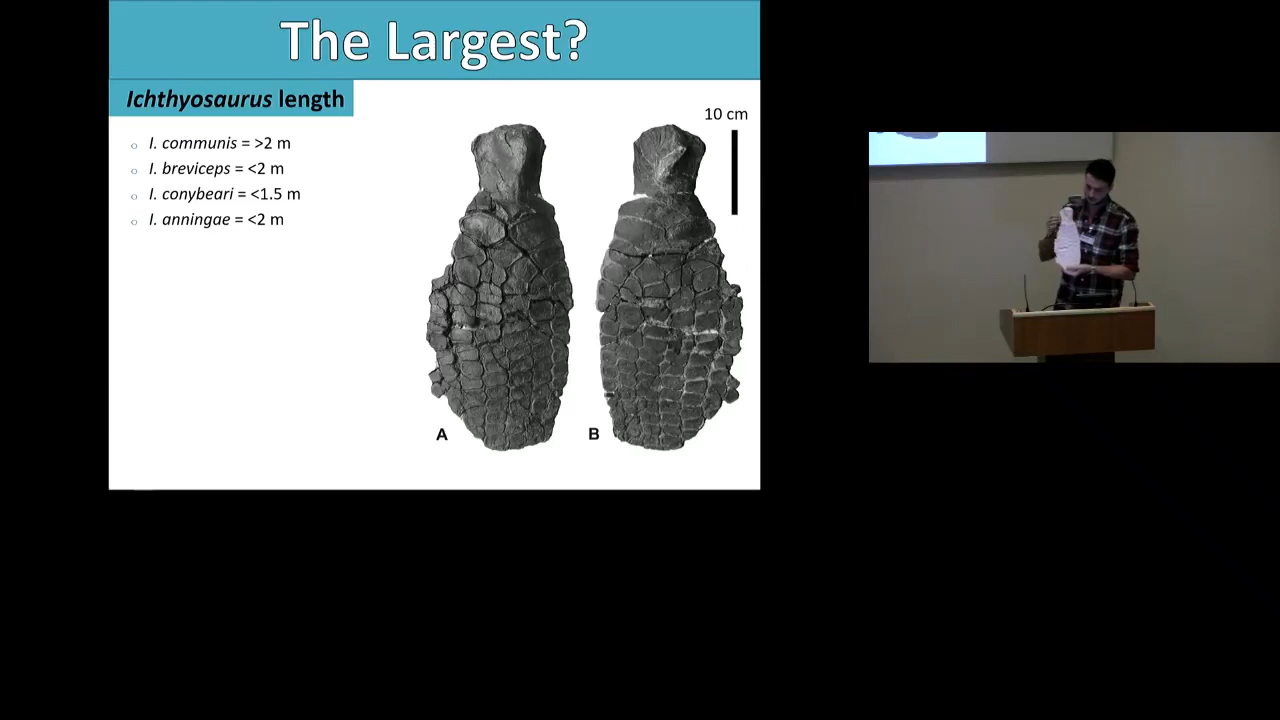 The Largest?
Ichthyosaurus length
I. communis = >2 m
I. breviceps = <2 m
I. conybeari = <1.5 m
I. anningae = <2 m
10 cm
A
B